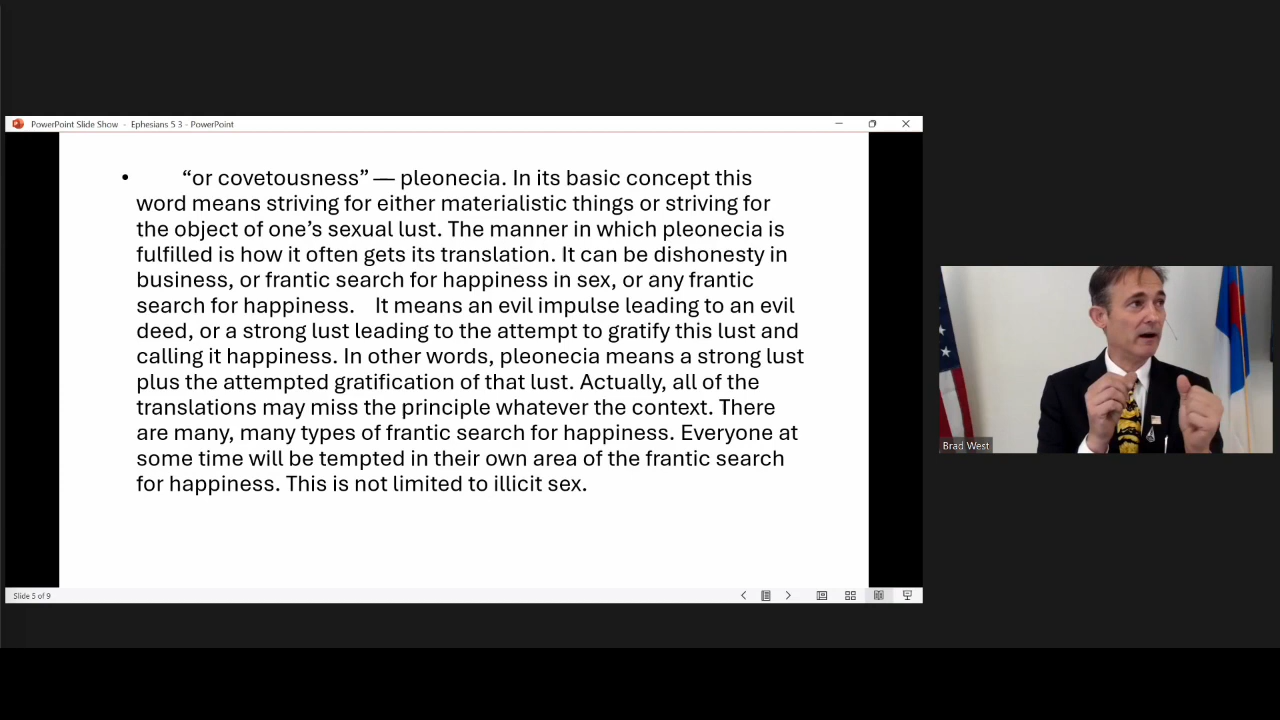 PowerPoint Slide Show - Ephesians 5 3 - PowerPoint
• “or covetousness” — pleonecia. In its basic concept this
word means striving for either materialistic things or striving for
the object of one’s sexual lust. The manner in which pleonecia is
fulfilled is how it often gets its translation. It can be dishonesty in
business, or frantic search for happiness in sex, or any frantic
search for happiness. It means an evil impulse leading to an evil
deed, or a strong lust leading to the attempt to gratify this lust and
calling it happiness. In other words, pleonecia means a strong lust
plus the attempted gratification of that lust. Actually, all of the
translations may miss the principle whatever the context. There
are many, many types of frantic search for happiness. Everyone at
some time will be tempted in their own area of the frantic search
for happiness. This is not limited to illicit sex.
Slide 5 of 9
Brad West